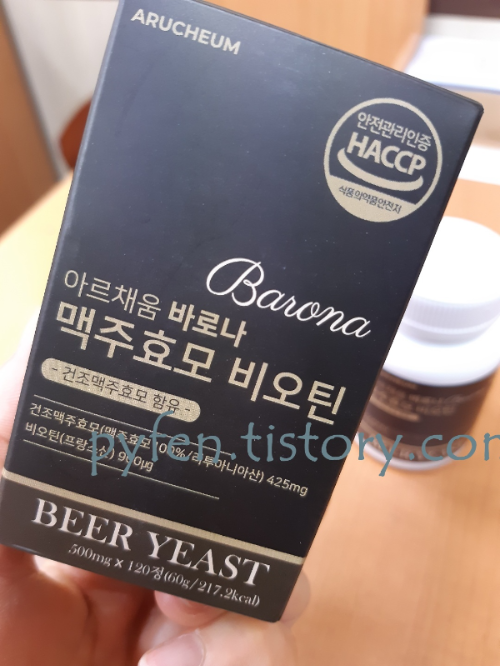 ARUCHEUM
안전관리인증
HACCP
식품의약품안전처
Barona
아르채움 바로나
맥주효모 비오틴
- 건조맥주효모 함유 -
건조맥주효모(맥주효모 100%/리투아니아산) 425mg
비오틴(프랑스산) 900μg
pyfen.tistory.com
BEER YEAST
500mg x 120정(60g/217.2kcal)